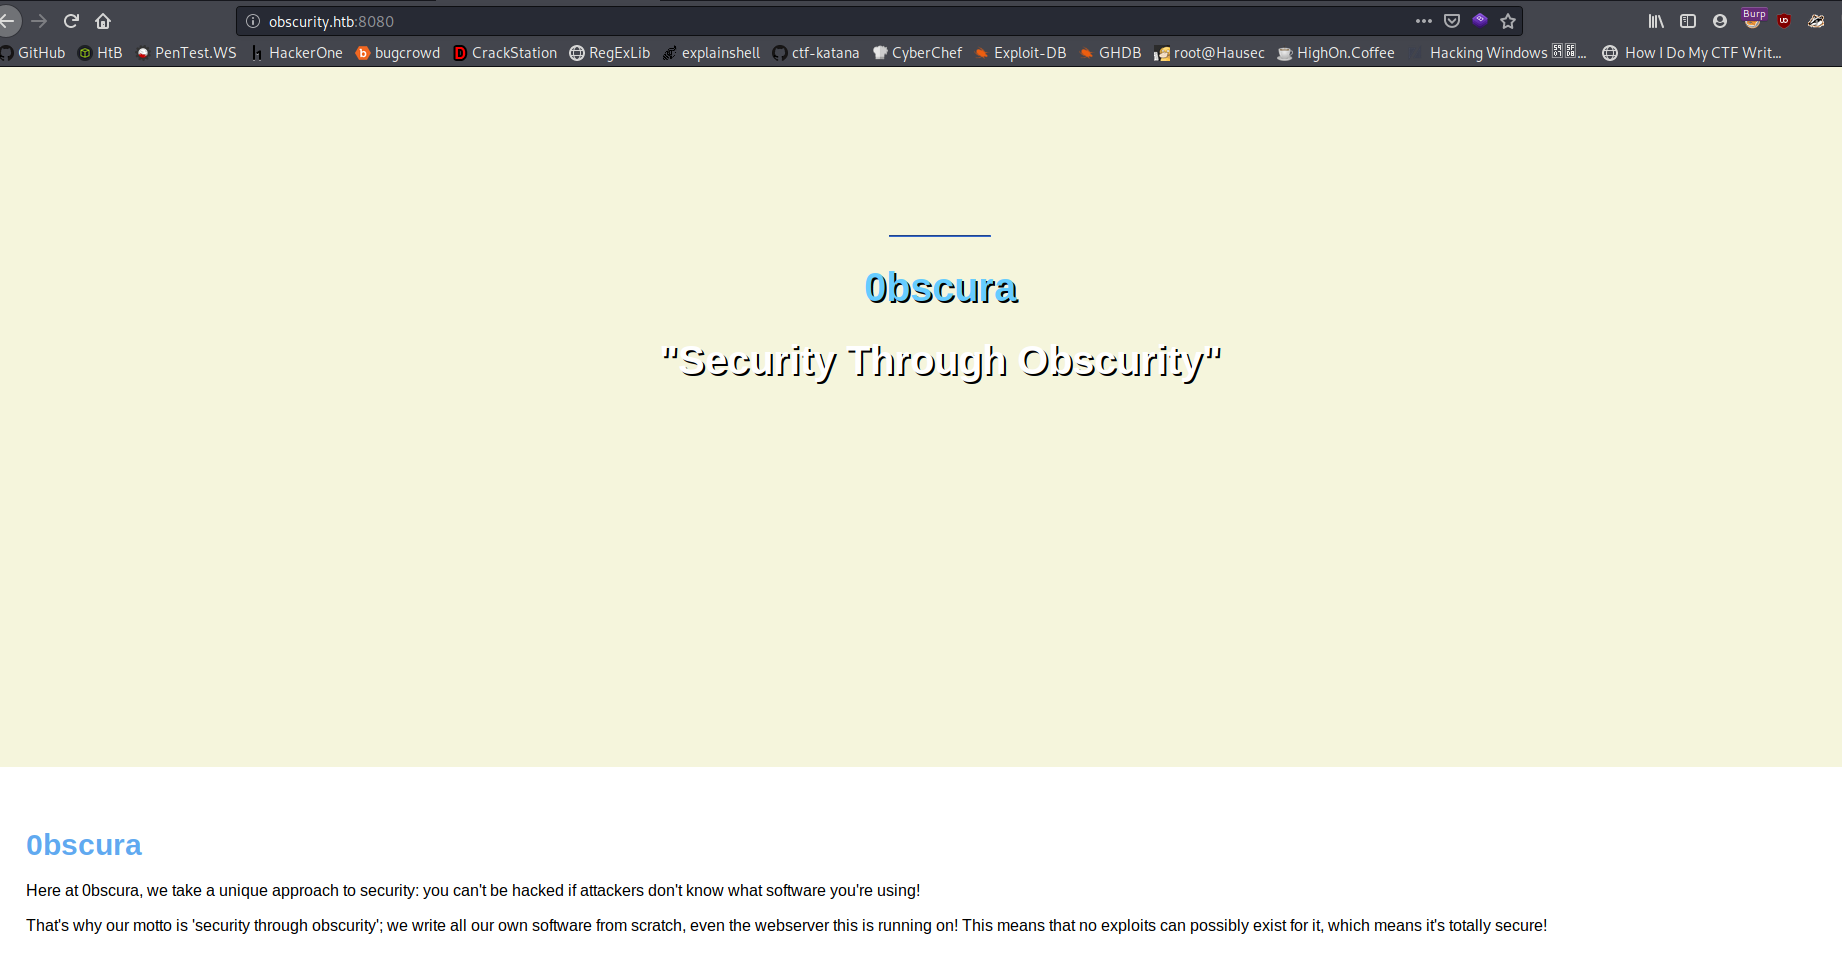 obscurity.htb:8080
Burp
GitHub HtB PenTest.WS HackerOne bugcrowd CrackStation RegExLib explainshell ctf-katana CyberChef Exploit-DB GHDB root@Hausec HighOn.Coffee Hacking Windows ... How I Do My CTF Writ...
0bscura
"Security Through Obscurity"
0bscura
Here at 0bscura, we take a unique approach to security: you can't be hacked if attackers don't know what software you're using!
That's why our motto is 'security through obscurity'; we write all our own software from scratch, even the webserver this is running on! This means that no exploits can possibly exist for it, which means it's totally secure!